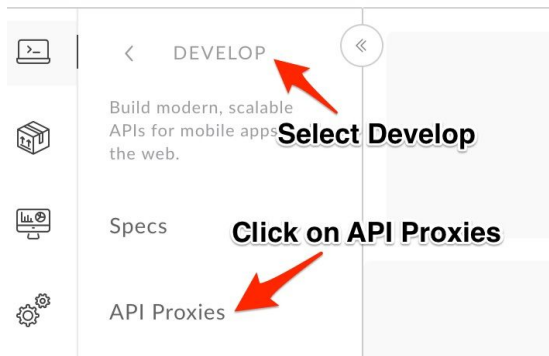 DEVELOP
Build modern, scalable
APIs for mobile apps
the web.
Select Develop
Specs
Click on API Proxies
API Proxies